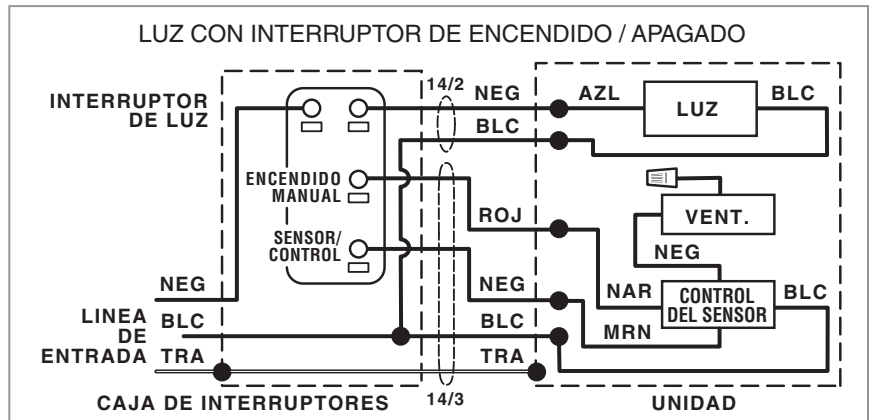 LUZ CON INTERRUPTOR DE ENCENDIDO / APAGADO
INTERRUPTOR
DE LUZ
14/2
NEG
AZL
LUZ
BLC
BLC
ENCENDIDO
MANUAL
ROJ
VENT.
SENSOR/
CONTROL
NEG
NEG
NEG
NAR
CONTROL
DEL SENSOR
BLC
LINEA
DE
ENTRADA
BLC
BLC
MRN
TRA
TRA
CAJA DE INTERRUPTORES
14/3
UNIDAD